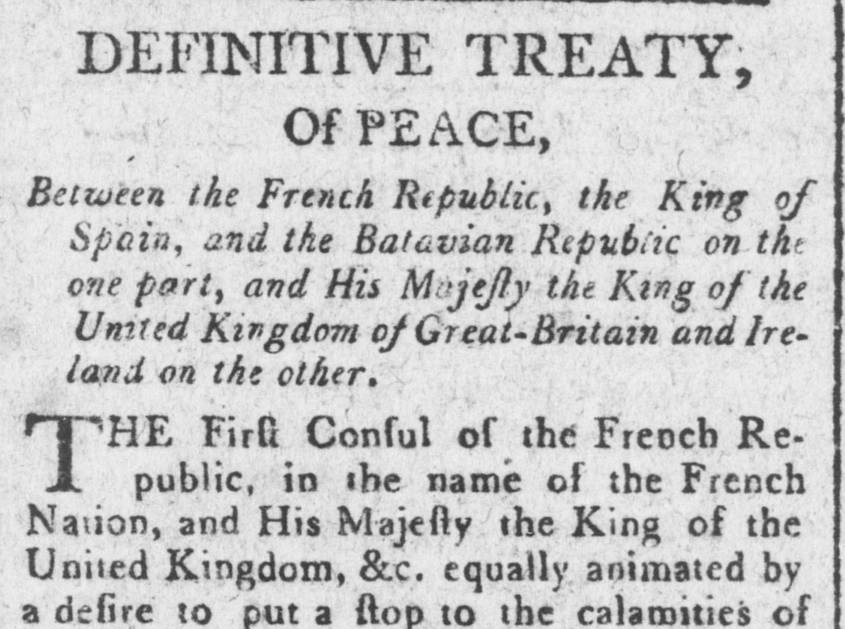 DEFINITIVE TREATY,
Of PEACE,
Between the French Republic, the King of
Spain, and the Batavian Republic on the
one part, and His Majeſty the King of the
United Kingdom of Great-Britain and Ire-
land on the other.
THE Firſt Conſul of the French Re-
public, in the name of the French
Nation, and His Majeſty the King of the
United Kingdom, &c. equally animated by
a deſire to put a ſtop to the calamities of